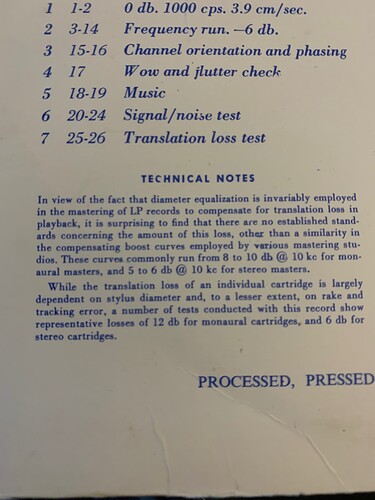 1 1-2 0 db. 1000 cps. 3.9 cm/sec.
2 3-14 Frequency run. —6 db.
3 15-16 Channel orientation and phasing
4 17 Wow and flutter check
5 18-19 Music
6 20-24 Signal/noise test
7 25-26 Translation loss test
TECHNICAL NOTES
In view of the fact that diameter equalization is invariably employed
in the mastering of LP records to compensate for translation loss in
playback, it is surprising to find that there are no established stand-
ards concerning the amount of this loss, other than a similarity in
the compensating boost curves employed by various mastering stu-
dios. These curves commonly run from 8 to 10 db @ 10 kc for mon-
aural masters, and 5 to 6 db @ 10 kc for stereo masters.
While the translation loss of an individual cartridge is largely
dependent on stylus diameter and, to a lesser extent, on rake and
tracking error, a number of tests conducted with this record show
representative losses of 12 db for monaural cartridges, and 6 db for
stereo cartridges.
PROCESSED, PRESSED